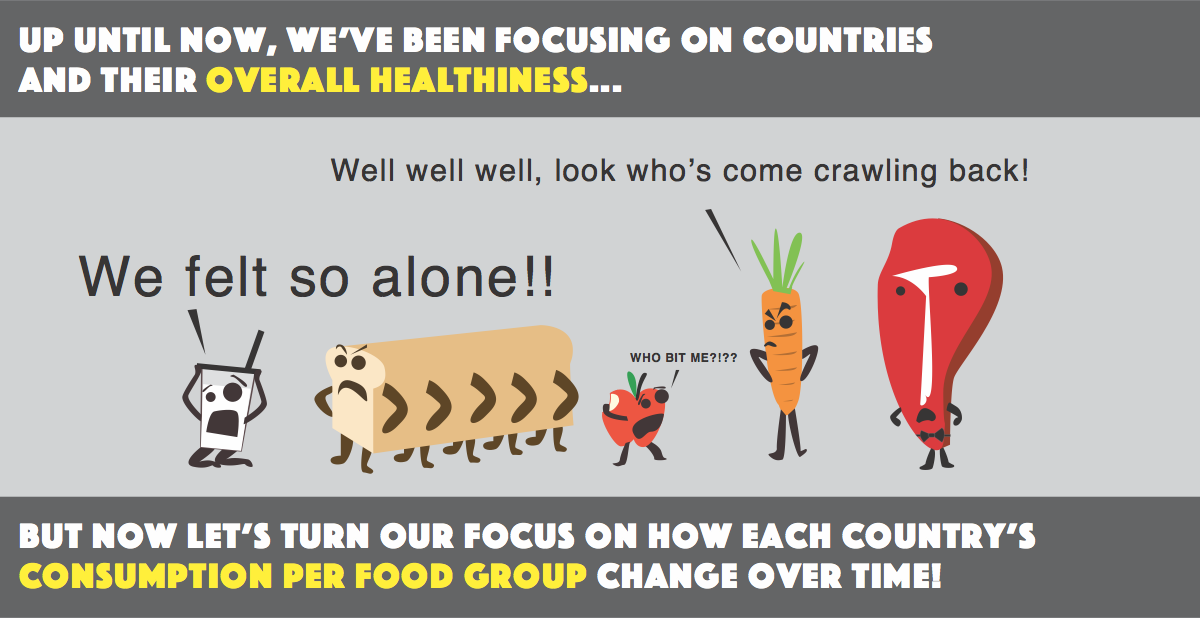 UP UNTIL NOW, WE'VE BEEN FOCUSING ON COUNTRIES
AND THEIR OVERALL HEALTHINESS...
Well well well, look who's come crawling back!
We felt so alone!!
WHO BIT ME?!??
BUT NOW LET'S TURN OUR FOCUS ON HOW EACH COUNTRY'S
CONSUMPTION PER FOOD GROUP CHANGE OVER TIME!